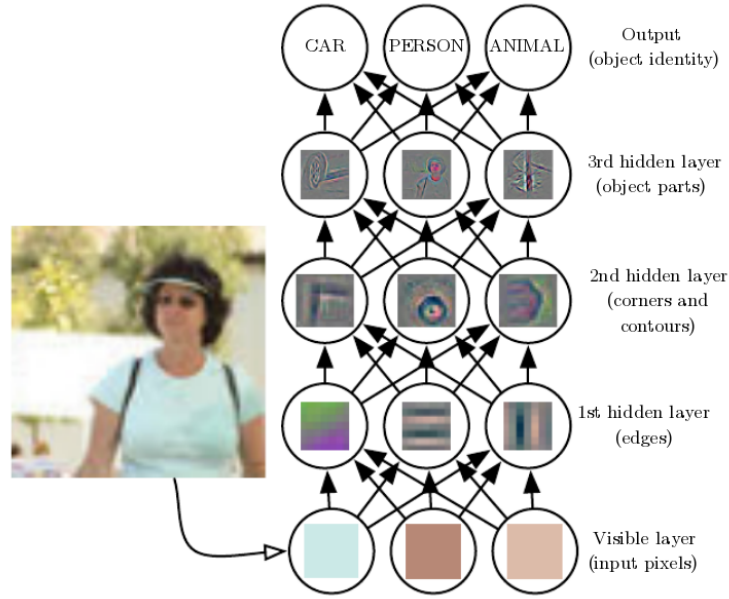 CAR
PERSON
ANIMAL
Output
(object identity)
3rd hidden layer
(object parts)
2nd hidden layer
(corners and
contours)
1st hidden layer
(edges)
Visible layer
(input pixels)